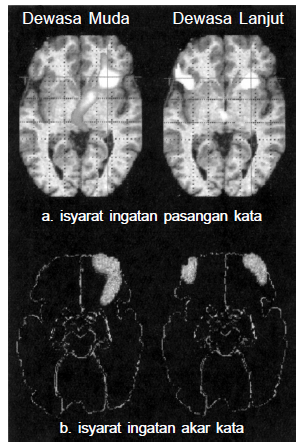 Dewasa Muda Dewasa Lanjut
a. isyarat ingatan pasangan kata
b. isyarat ingatan akar kata